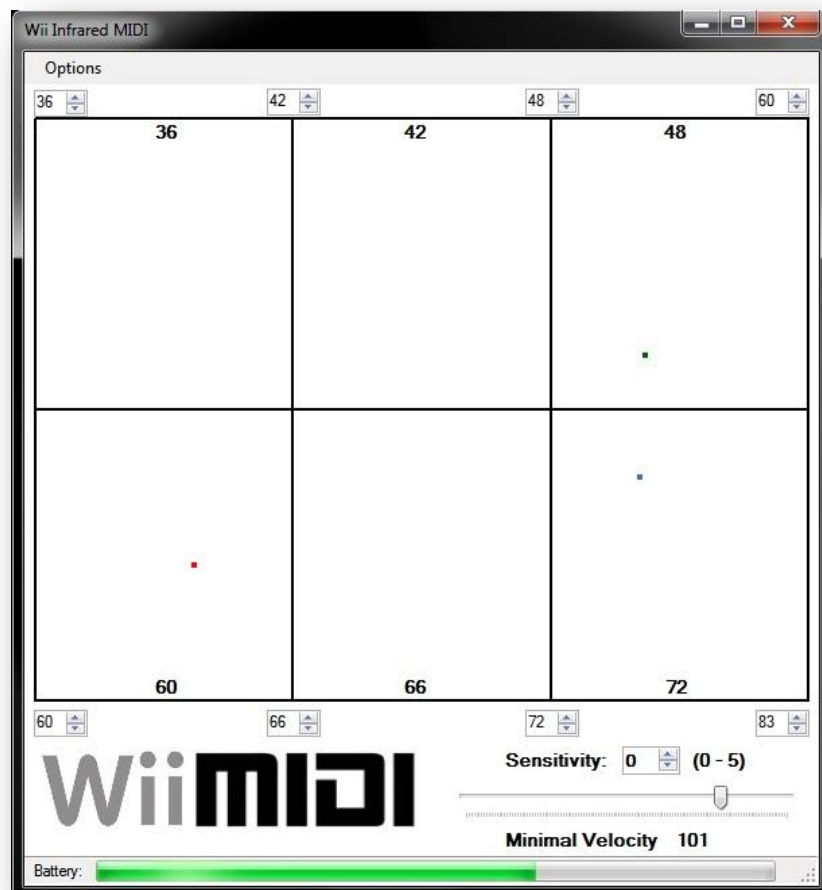 Wii Infrared MIDI
Options
36 42 48 60
36 42 48
60 66 72
60 66 72 83
WiiMIDI
Sensitivity: 0 (0 - 5)
Minimal Velocity 101
Battery: